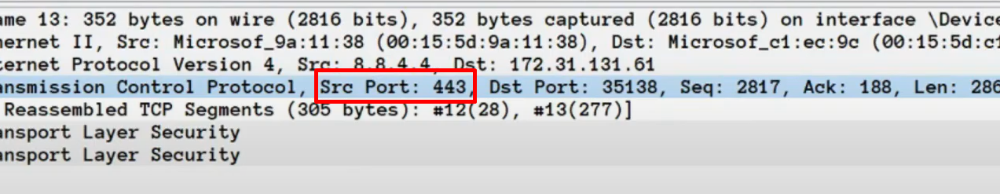 ame 13: 352 bytes on wire (2816 bits), 352 bytes captured (2816 bits) on interface \Device
hernet II, Src: Microsof_9a:11:38 (00:15:5d:9a:11:38), Dst: Microsof_c1:ec:9c (00:15:5d:c1
ternet Protocol Version 4, Src: 8.8.4.4, Dst: 172.31.131.61
ansmission Control Protocol, Src Port: 443, Dst Port: 35138, Seq: 2817, Ack: 188, Len: 286
Reassembled TCP Segments (305 bytes): #12(28), #13(277)]
ansport Layer Security
ansport Layer Security